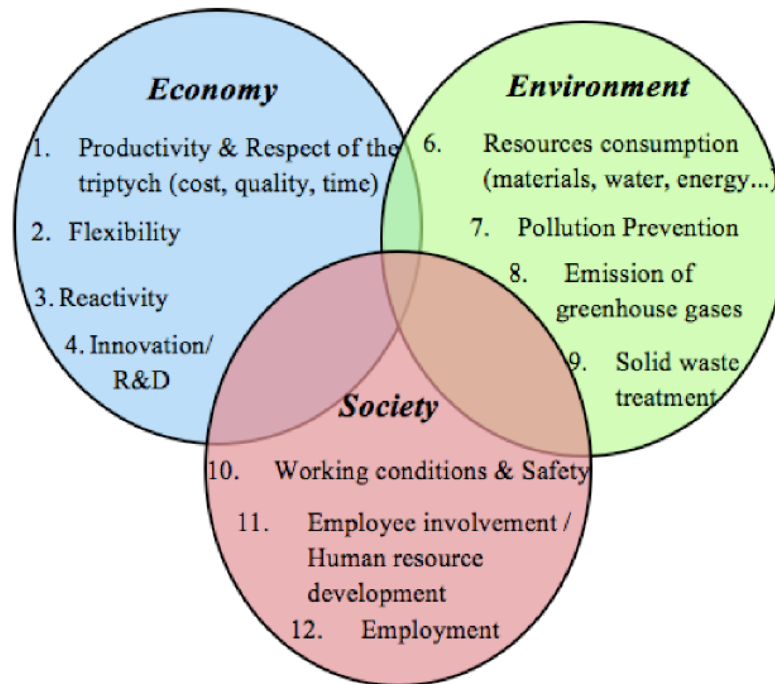 Economy
1. Productivity & Respect of the
triptych (cost, quality, time)
2. Flexibility
3. Reactivity
4. Innovation/
R&D
Environment
6. Resources consumption
(materials, water, energy...)
7. Pollution Prevention
8. Emission of
greenhouse gases
9. Solid waste
treatment
Society
10. Working conditions & Safety
11. Employee involvement /
Human resource
development
12. Employment